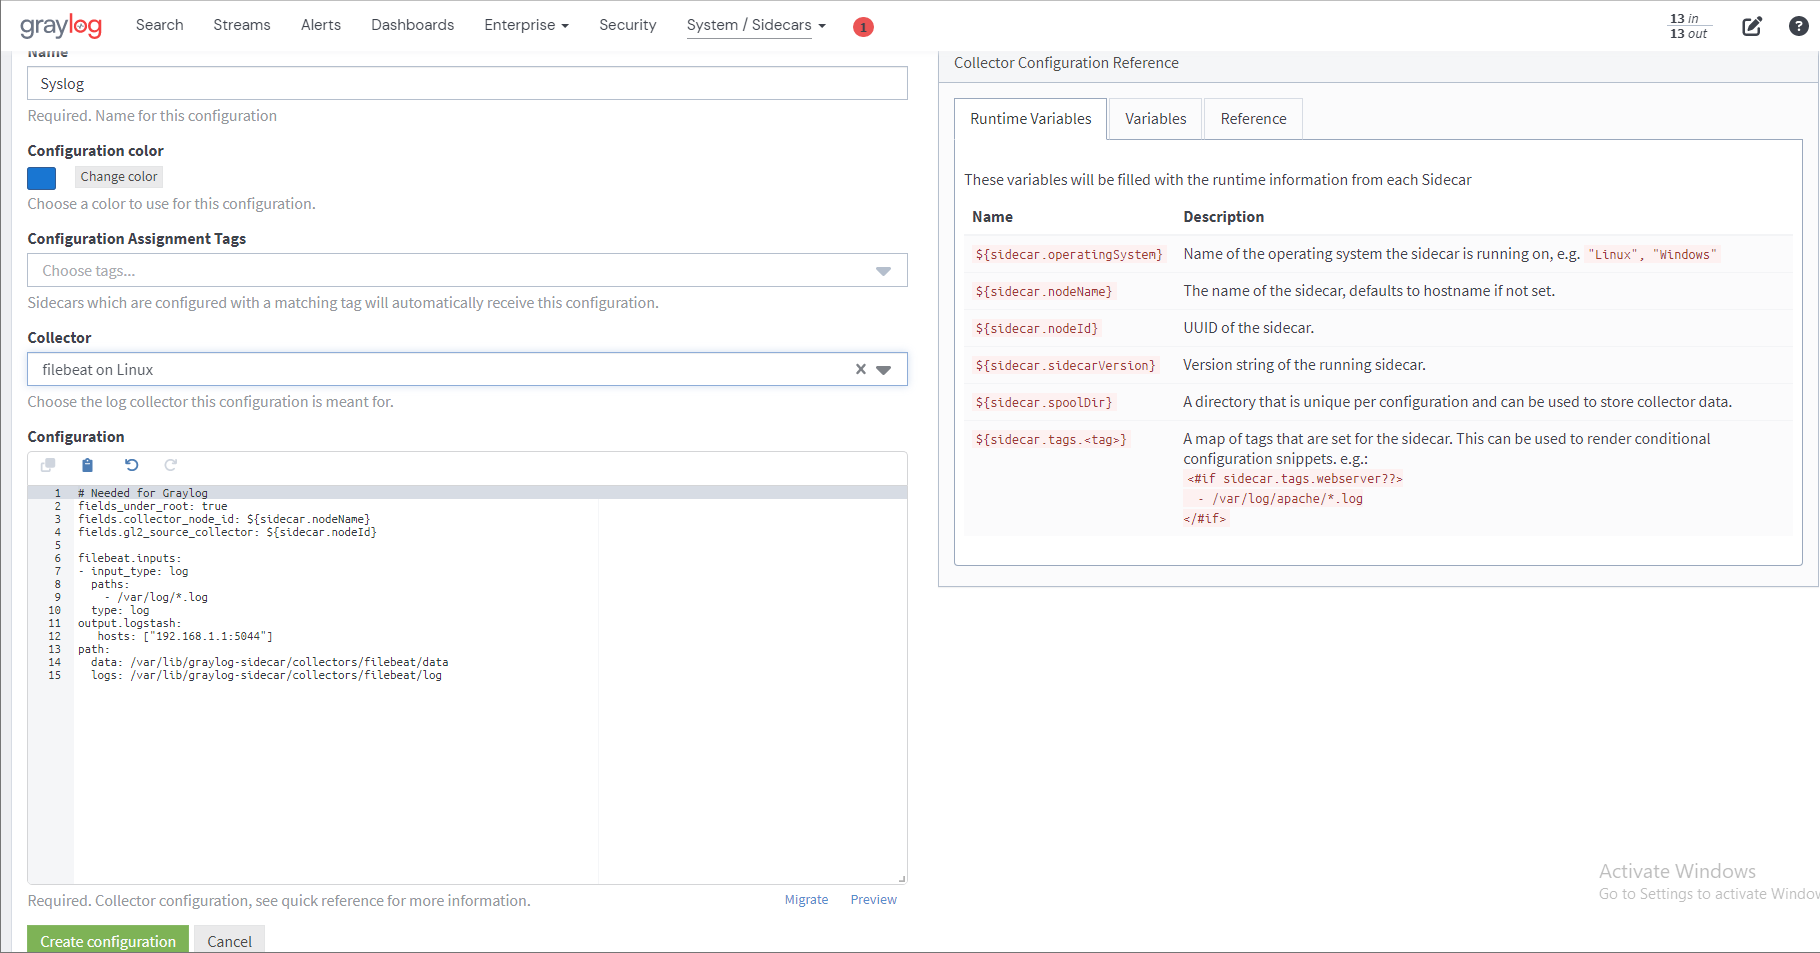 graylog
Search
Streams
Alerts
Dashboards
Enterprise
Security
System / Sidecars
1
13 in
13 out
?
Name
Syslog
Required. Name for this configuration
Configuration color
Change color
Choose a color to use for this configuration.
Configuration Assignment Tags
Choose tags...
Sidecars which are configured with a matching tag will automatically receive this configuration.
Collector
filebeat on Linux
Choose the log collector this configuration is meant for.
Configuration
1 # Needed for Graylog
2 fields_under_root: true
3 fields.collector_node_id: ${sidecar.nodeName}
4 fields.gl2_source_collector: ${sidecar.nodeId}
5
6 filebeat.inputs:
7 - input_type: log
8   paths:
9     - /var/log/*.log
10   type: log
11 output.logstash:
12    hosts: ["192.168.1.1:5044"]
13 path:
14   data: /var/lib/graylog-sidecar/collectors/filebeat/data
15   logs: /var/lib/graylog-sidecar/collectors/filebeat/log
Required. Collector configuration, see quick reference for more information.
Migrate
Preview
Create configuration
Cancel
Collector Configuration Reference
Runtime Variables
Variables
Reference
These variables will be filled with the runtime information from each Sidecar
Name Description
${sidecar.operatingSystem} Name of the operating system the sidecar is running on, e.g. "Linux", "Windows"
${sidecar.nodeName} The name of the sidecar, defaults to hostname if not set.
${sidecar.nodeId} UUID of the sidecar.
${sidecar.sidecarVersion} Version string of the running sidecar.
${sidecar.spoolDir} A directory that is unique per configuration and can be used to store collector data.
${sidecar.tags.<tag>} A map of tags that are set for the sidecar. This can be used to render conditional
configuration snippets. e.g.:
<#if sidecar.tags.webserver??>
- /var/log/apache/*.log
</#if>
Activate Windows
Go to Settings to activate Window